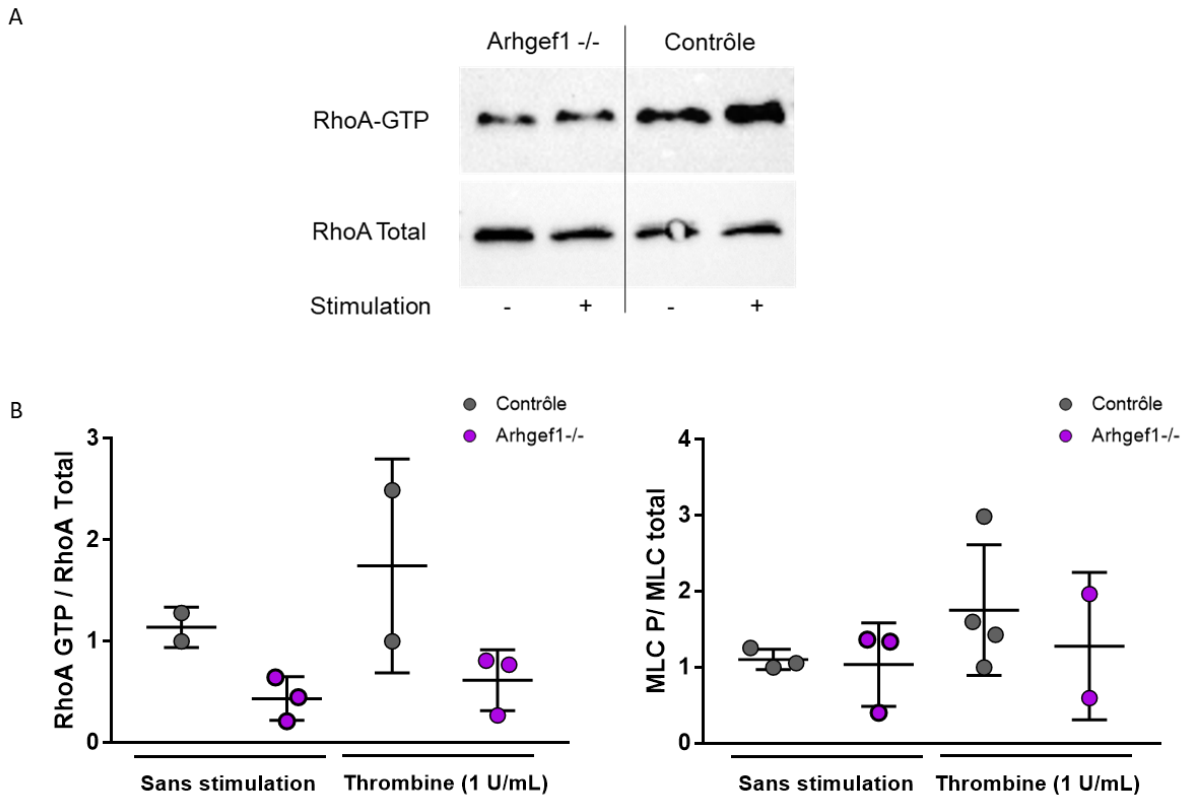 A
Arhgef1 -/- Contrôle
RhoA-GTP
RhoA Total
Stimulation - + - +
B
Contrôle
Arhgef1-/-
RhoA GTP / RhoA Total
3
2
1
0
Sans stimulation Thrombine (1 U/mL)
Contrôle
Arhgef1-/-
MLC P/ MLC total
4
3
2
1
0
Sans stimulation Thrombine (1 U/mL)